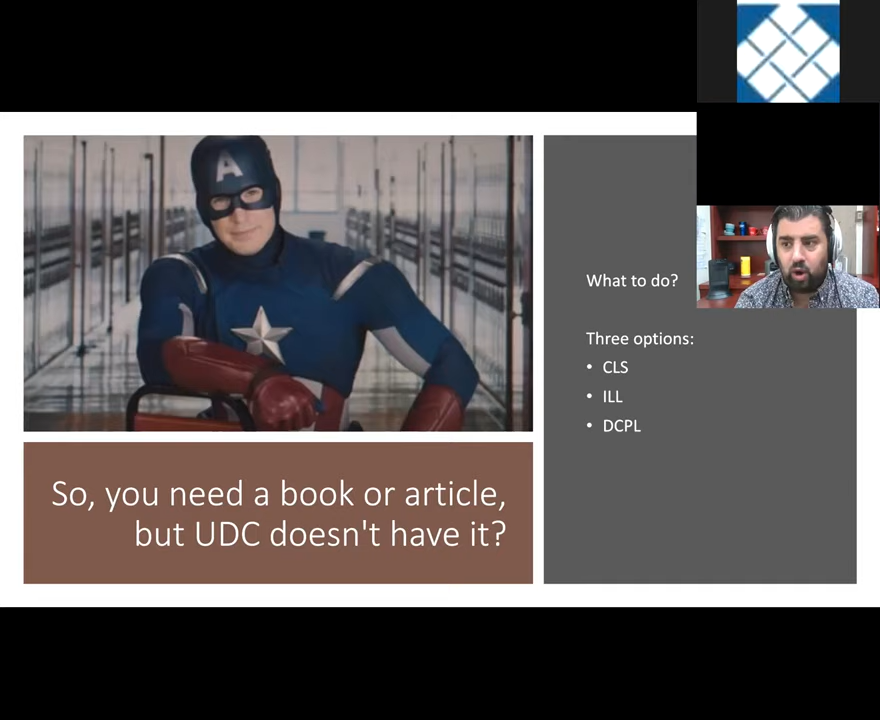 A
So, you need a book or article,
but UDC doesn't have it?
What to do?
Three options:
• CLS
• ILL
• DCPL